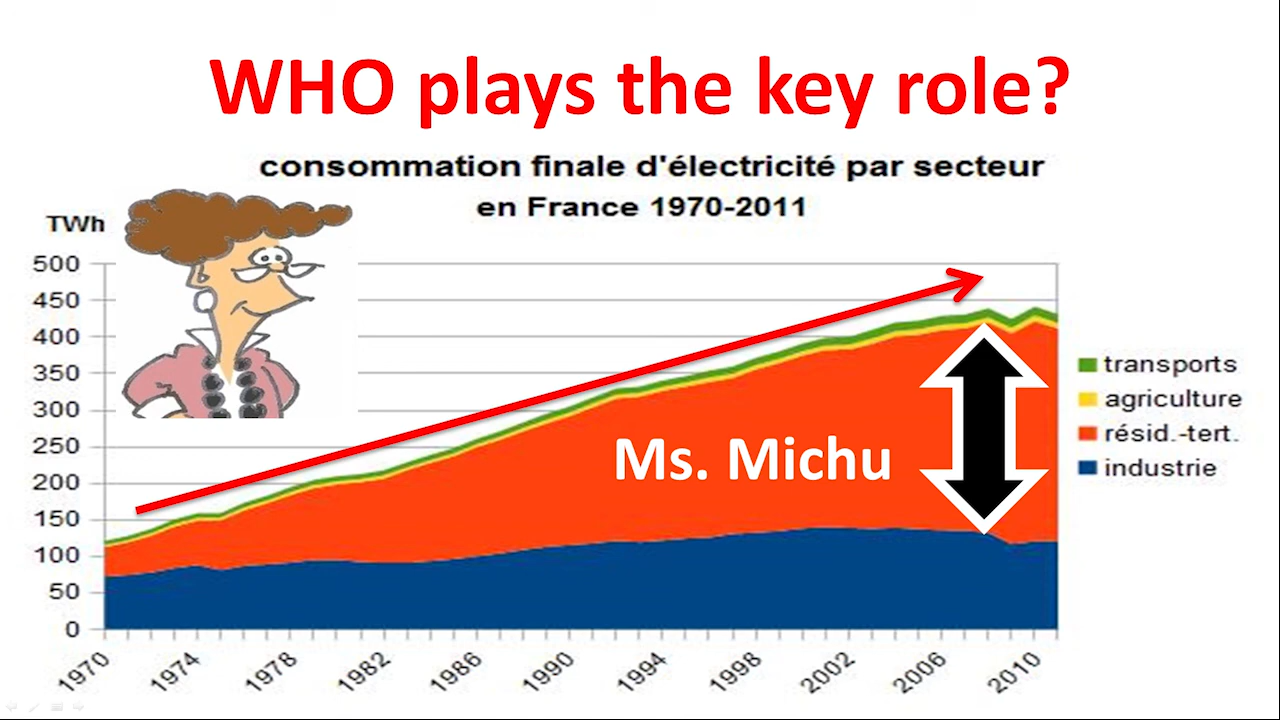 WHO plays the key role?
consommation finale d'électricité par secteur
en France 1970-2011
TWh
500
450
400
350
300
250
200
150
100
50
0
transports
agriculture
résid.-tert.
industrie
Ms. Michu
1970
1974
1978
1982
1986
1990
1994
1998
2002
2006
2010